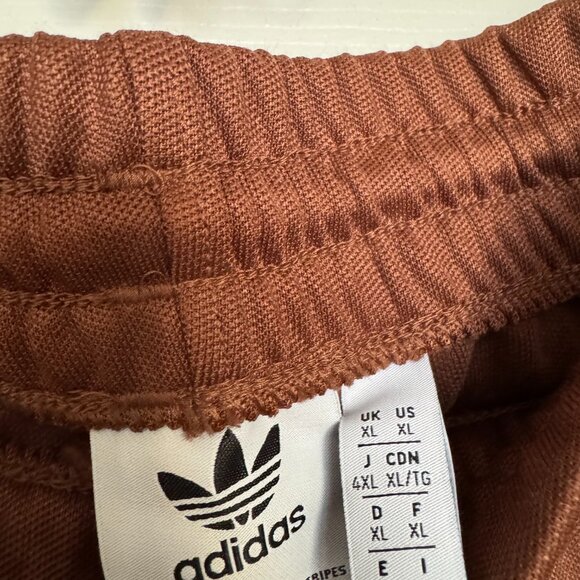 adidas
STRIPES
UK US
XL XL
J CDN
4XL XL/TG
D F
XL XL
E I